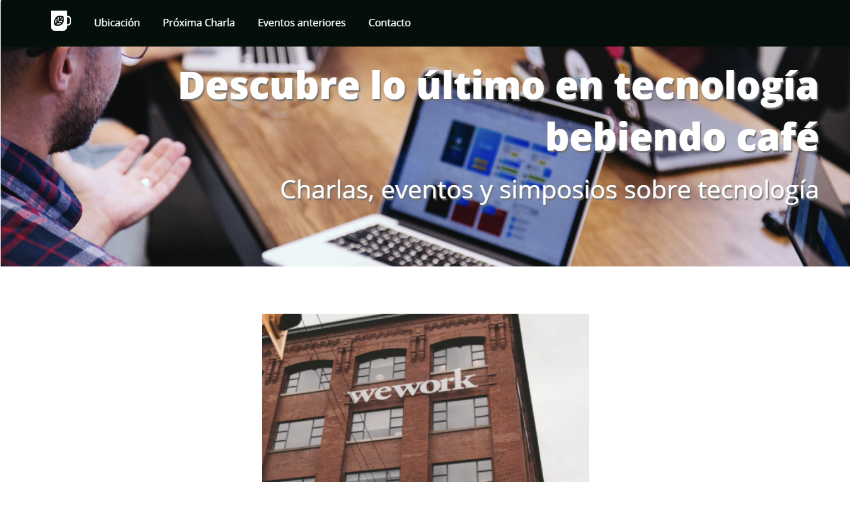 Ubicación
Próxima Charla
Eventos anteriores
Contacto
Descubre lo último en tecnología
bebiendo café
Charlas, eventos y simposios sobre tecnología
wework